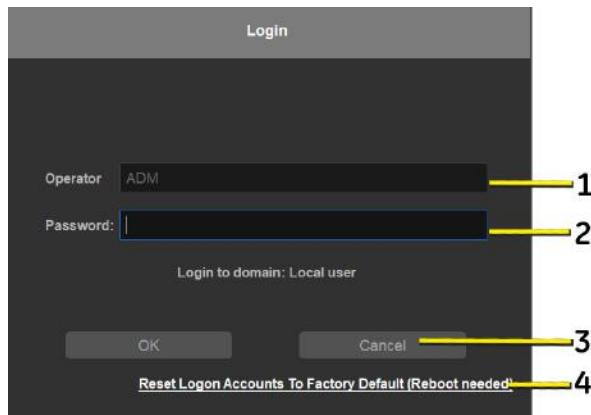 Login
Operator ADM 1
Password: 2
Login to domain: Local user
OK Cancel 3
Reset Logon Accounts To Factory Default (Reboot needed) 4